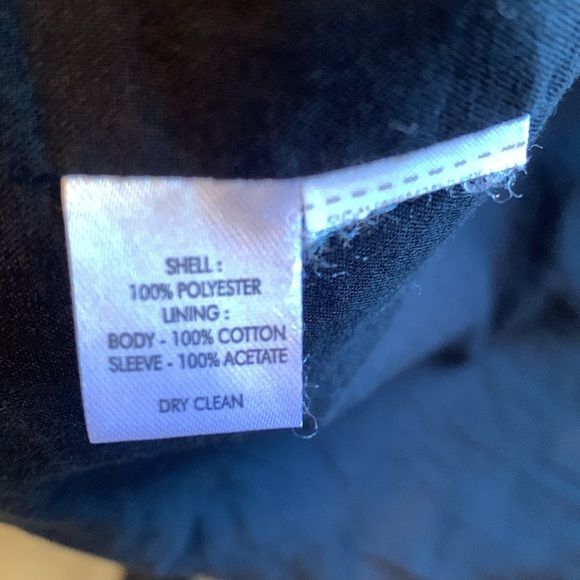 SHELL :
100% POLYESTER
LINING :
BODY - 100% COTTON
SLEEVE - 100% ACETATE
DRY CLEAN